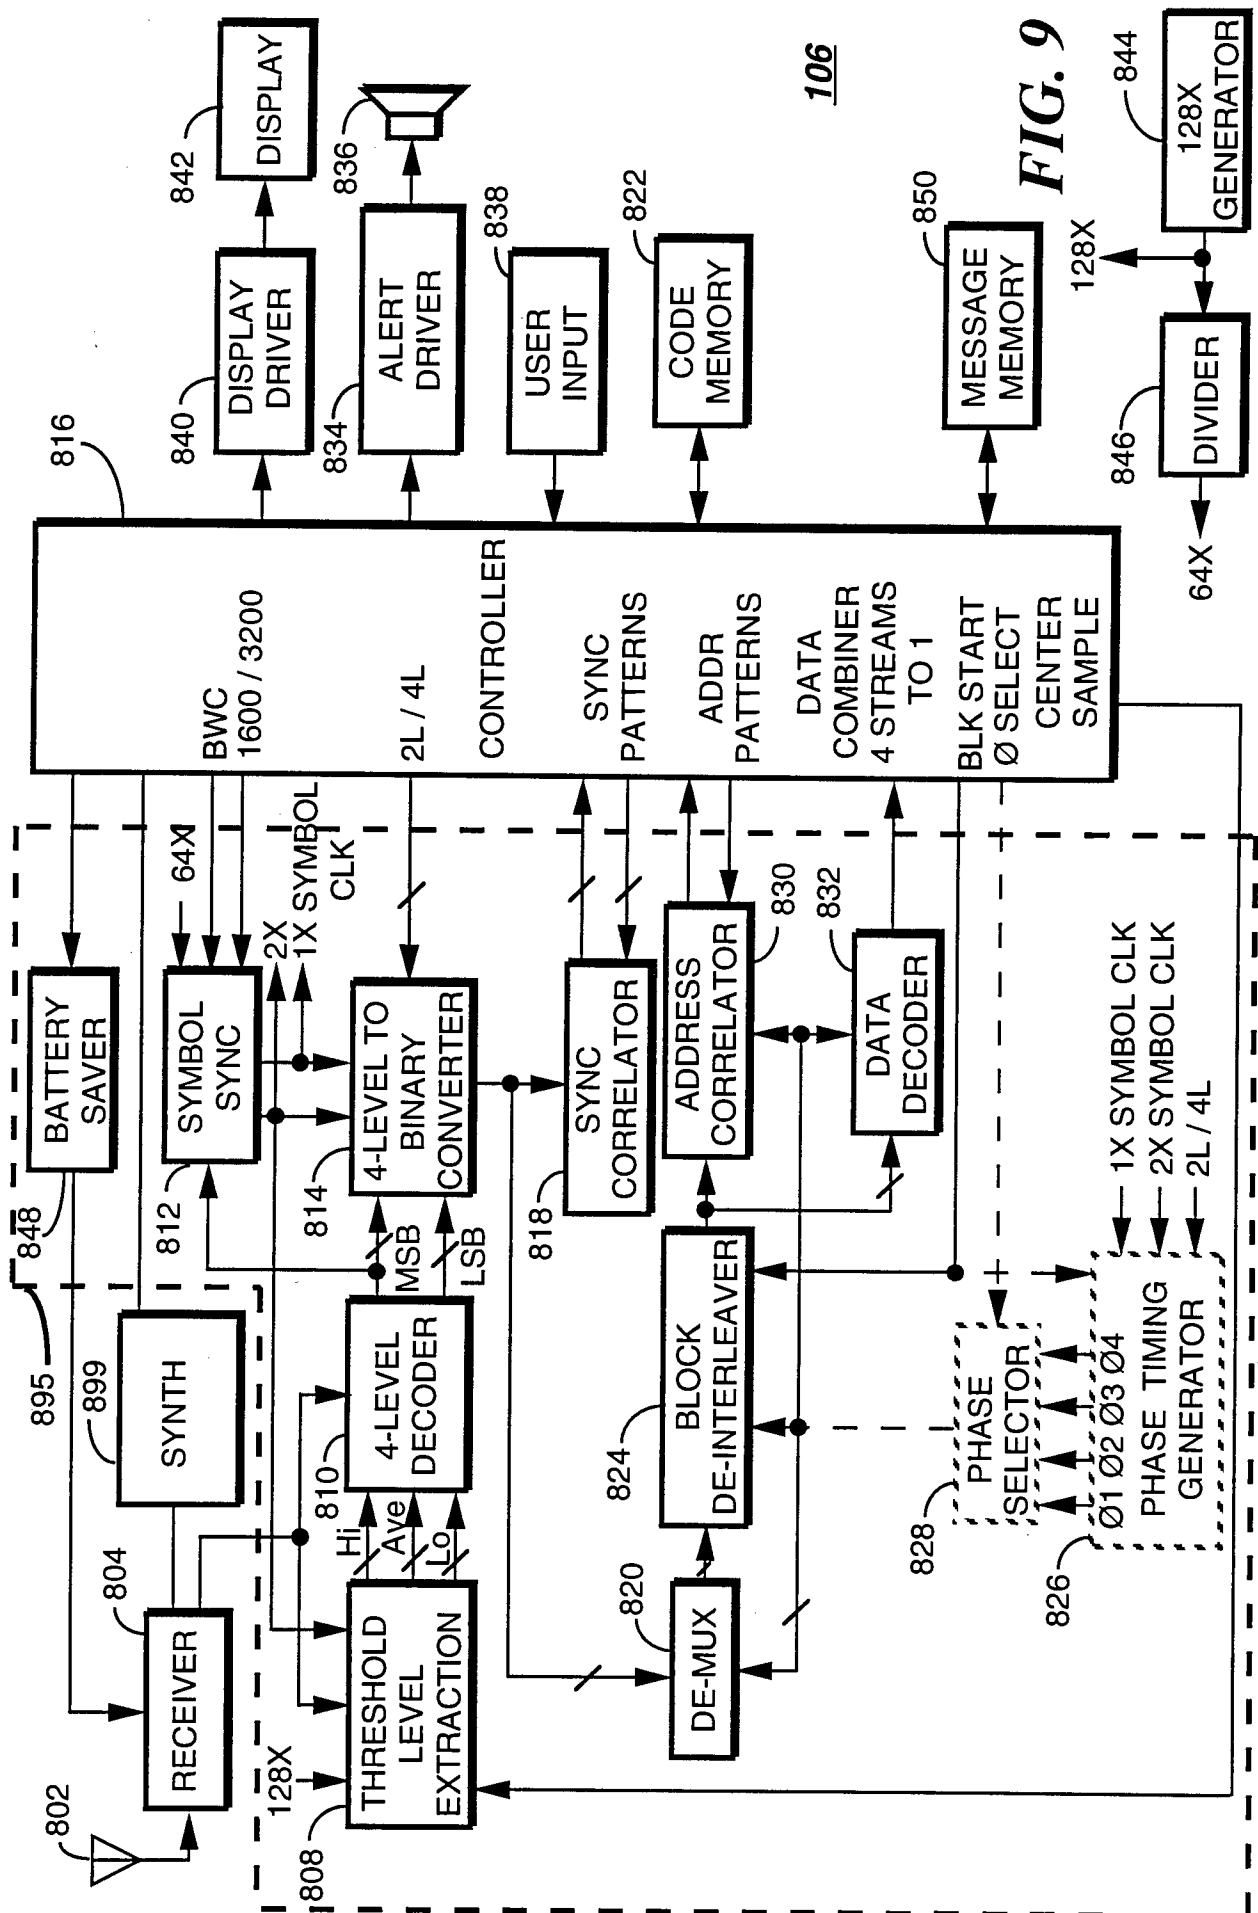 802
804
RECEIVER
899
SYNTH
895
848
BATTERY
SAVER
812
SYMBOL
SYNC
64X
2X
1X SYMBOL
CLK
128X
808
THRESHOLD
LEVEL
EXTRACTION
Hi
Ave
Lo
810
4-LEVEL
DECODER
MSB
LSB
814
4-LEVEL TO
BINARY
CONVERTER
818
SYNC
CORRELATOR
820
DE-MUX
824
BLOCK
DE-INTERLEAVER
ADDRESS
CORRELATOR
830
DATA
DECODER
832
828
PHASE
SELECTOR
826
Ø1 Ø2 Ø3 Ø4
PHASE TIMING
GENERATOR
1X SYMBOL CLK
2X SYMBOL CLK
2L / 4L
816
BWC
1600 / 3200
2L / 4L
CONTROLLER
SYNC
PATTERNS
ADDR
PATTERNS
DATA
COMBINER
4 STREAMS
TO 1
BLK START
Ø SELECT
CENTER
SAMPLE
840
DISPLAY
DRIVER
842
DISPLAY
834
ALERT
DRIVER
836
838
USER
INPUT
822
CODE
MEMORY
850
MESSAGE
MEMORY
64X
846
DIVIDER
128X
844
128X
GENERATOR
106
FIG. 9